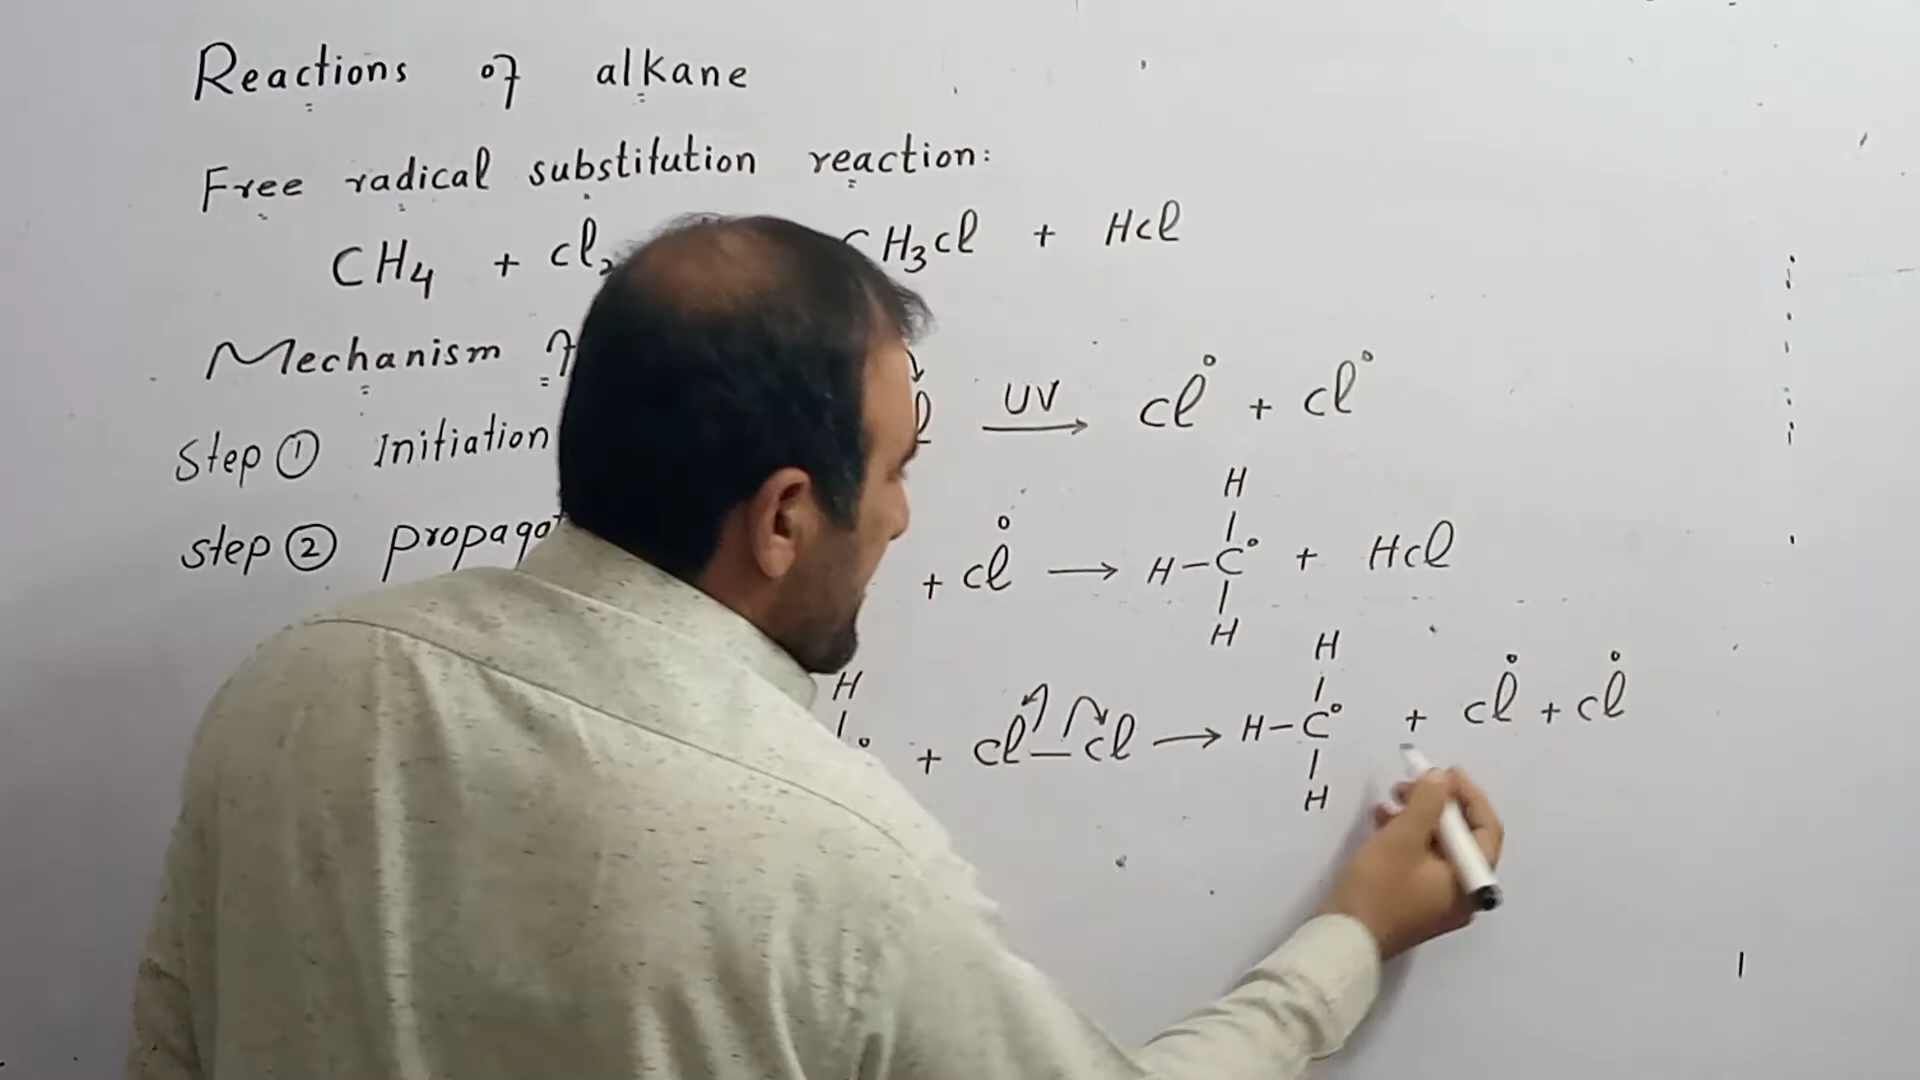 Reactions of alkane
Free radical substitution reaction:
CH4 + Cl2 CH3Cl + HCl
Mechanism
Step ① Initiation UV Cl° + Cl°
H
|
Step ② + Cl° → H-C° + HCl
|
H
H H
| |
° + Cl-Cl → H-C° + Cl° + Cl°
|
H